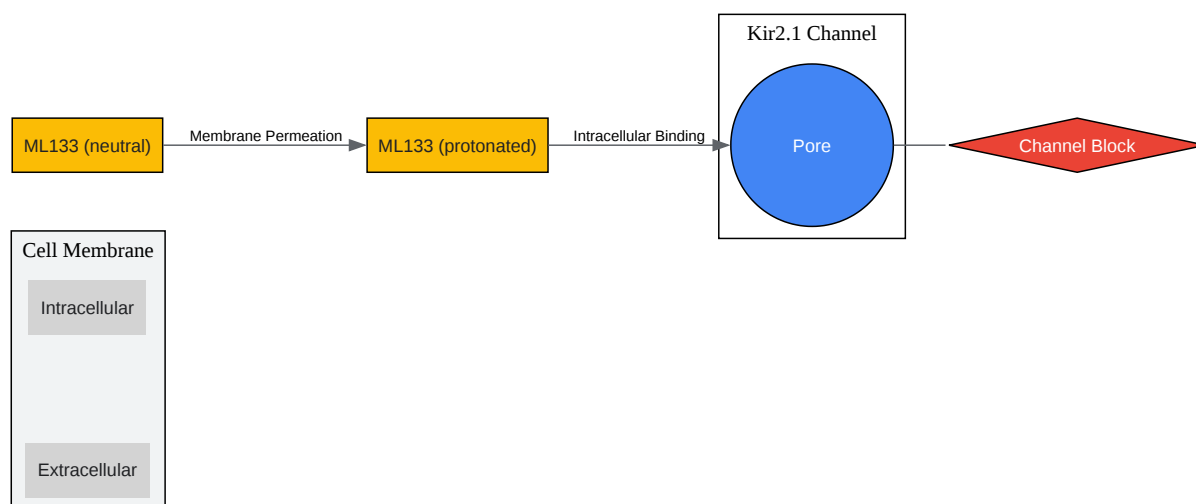 Kir2.1 Channel
ML133 (neutral)
Membrane Permeation
ML133 (protonated)
Intracellular Binding
Pore
Channel Block
Cell Membrane
Intracellular
Extracellular